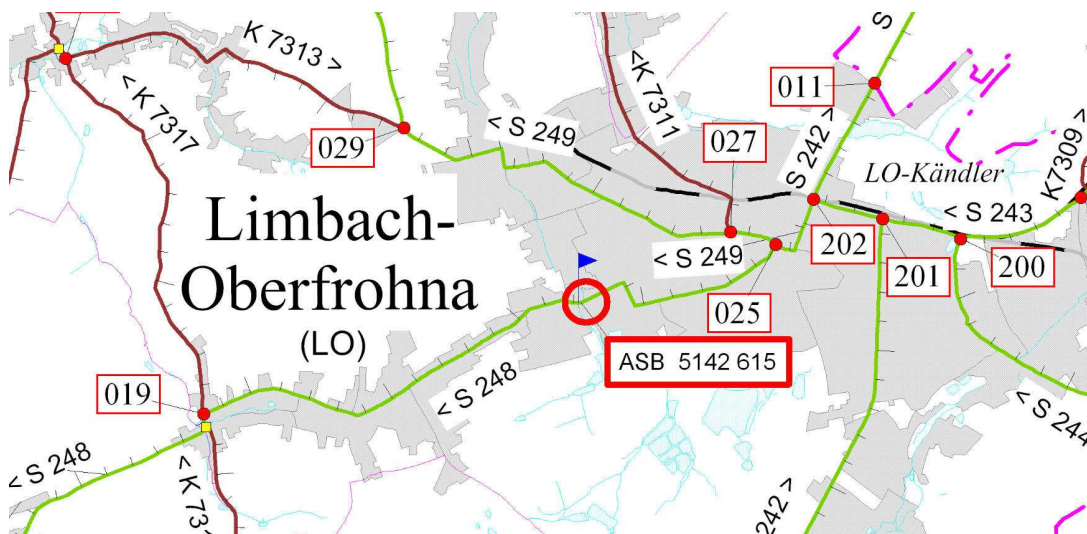 K 7313 >
< K 7317
029
< S 249
< K 7311
027
011
S
S 242 >
LO-Kändler
K7309 >
< S 243
202
201
200
< S 249
025
Limbach-
Oberfrohna
(LO)
ASB 5142 615
019
< S 248
< S 248
< K 731
242 >
< S 244